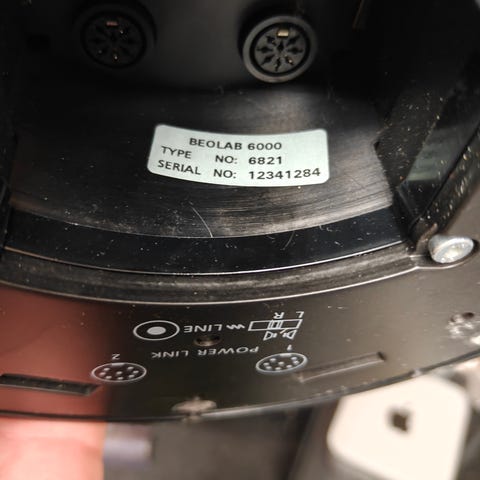 BEOLAB 6000
TYPE NO: 6821
SERIAL NO: 12341284
L R
LINE
POWER LINK
1
2